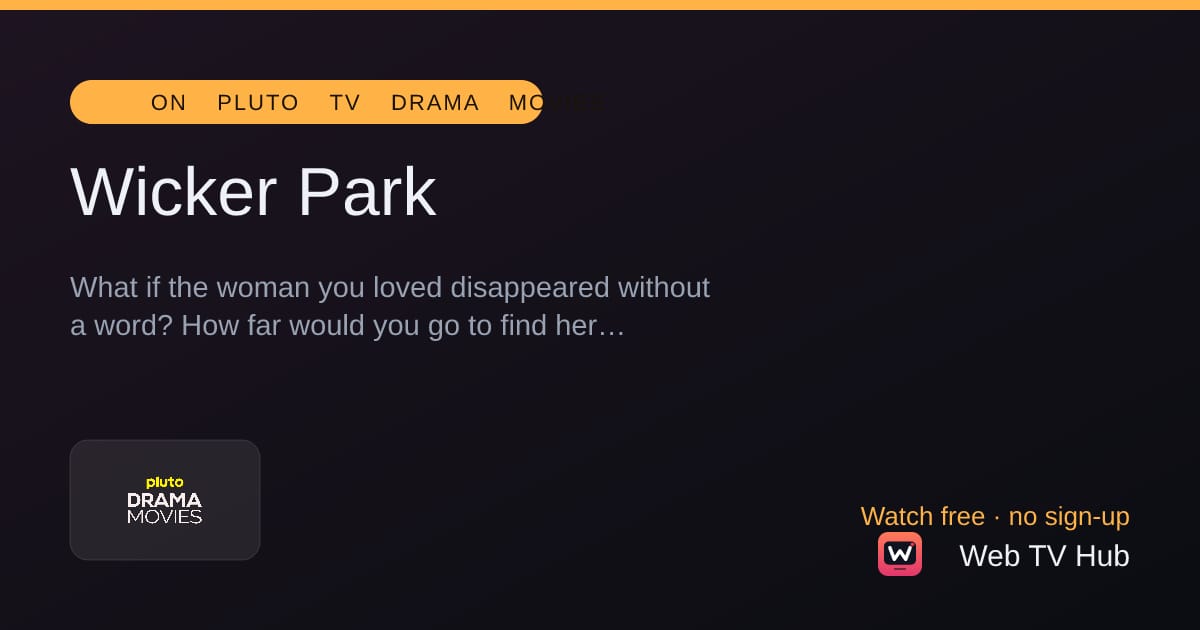 ON PLUTO TV DRAMA MOVIES
Wicker Park
What if the woman you loved disappeared without
a word? How far would you go to find her…
pluto
DRAMA
MOVIES
Watch free · no sign-up
W
Web TV Hub